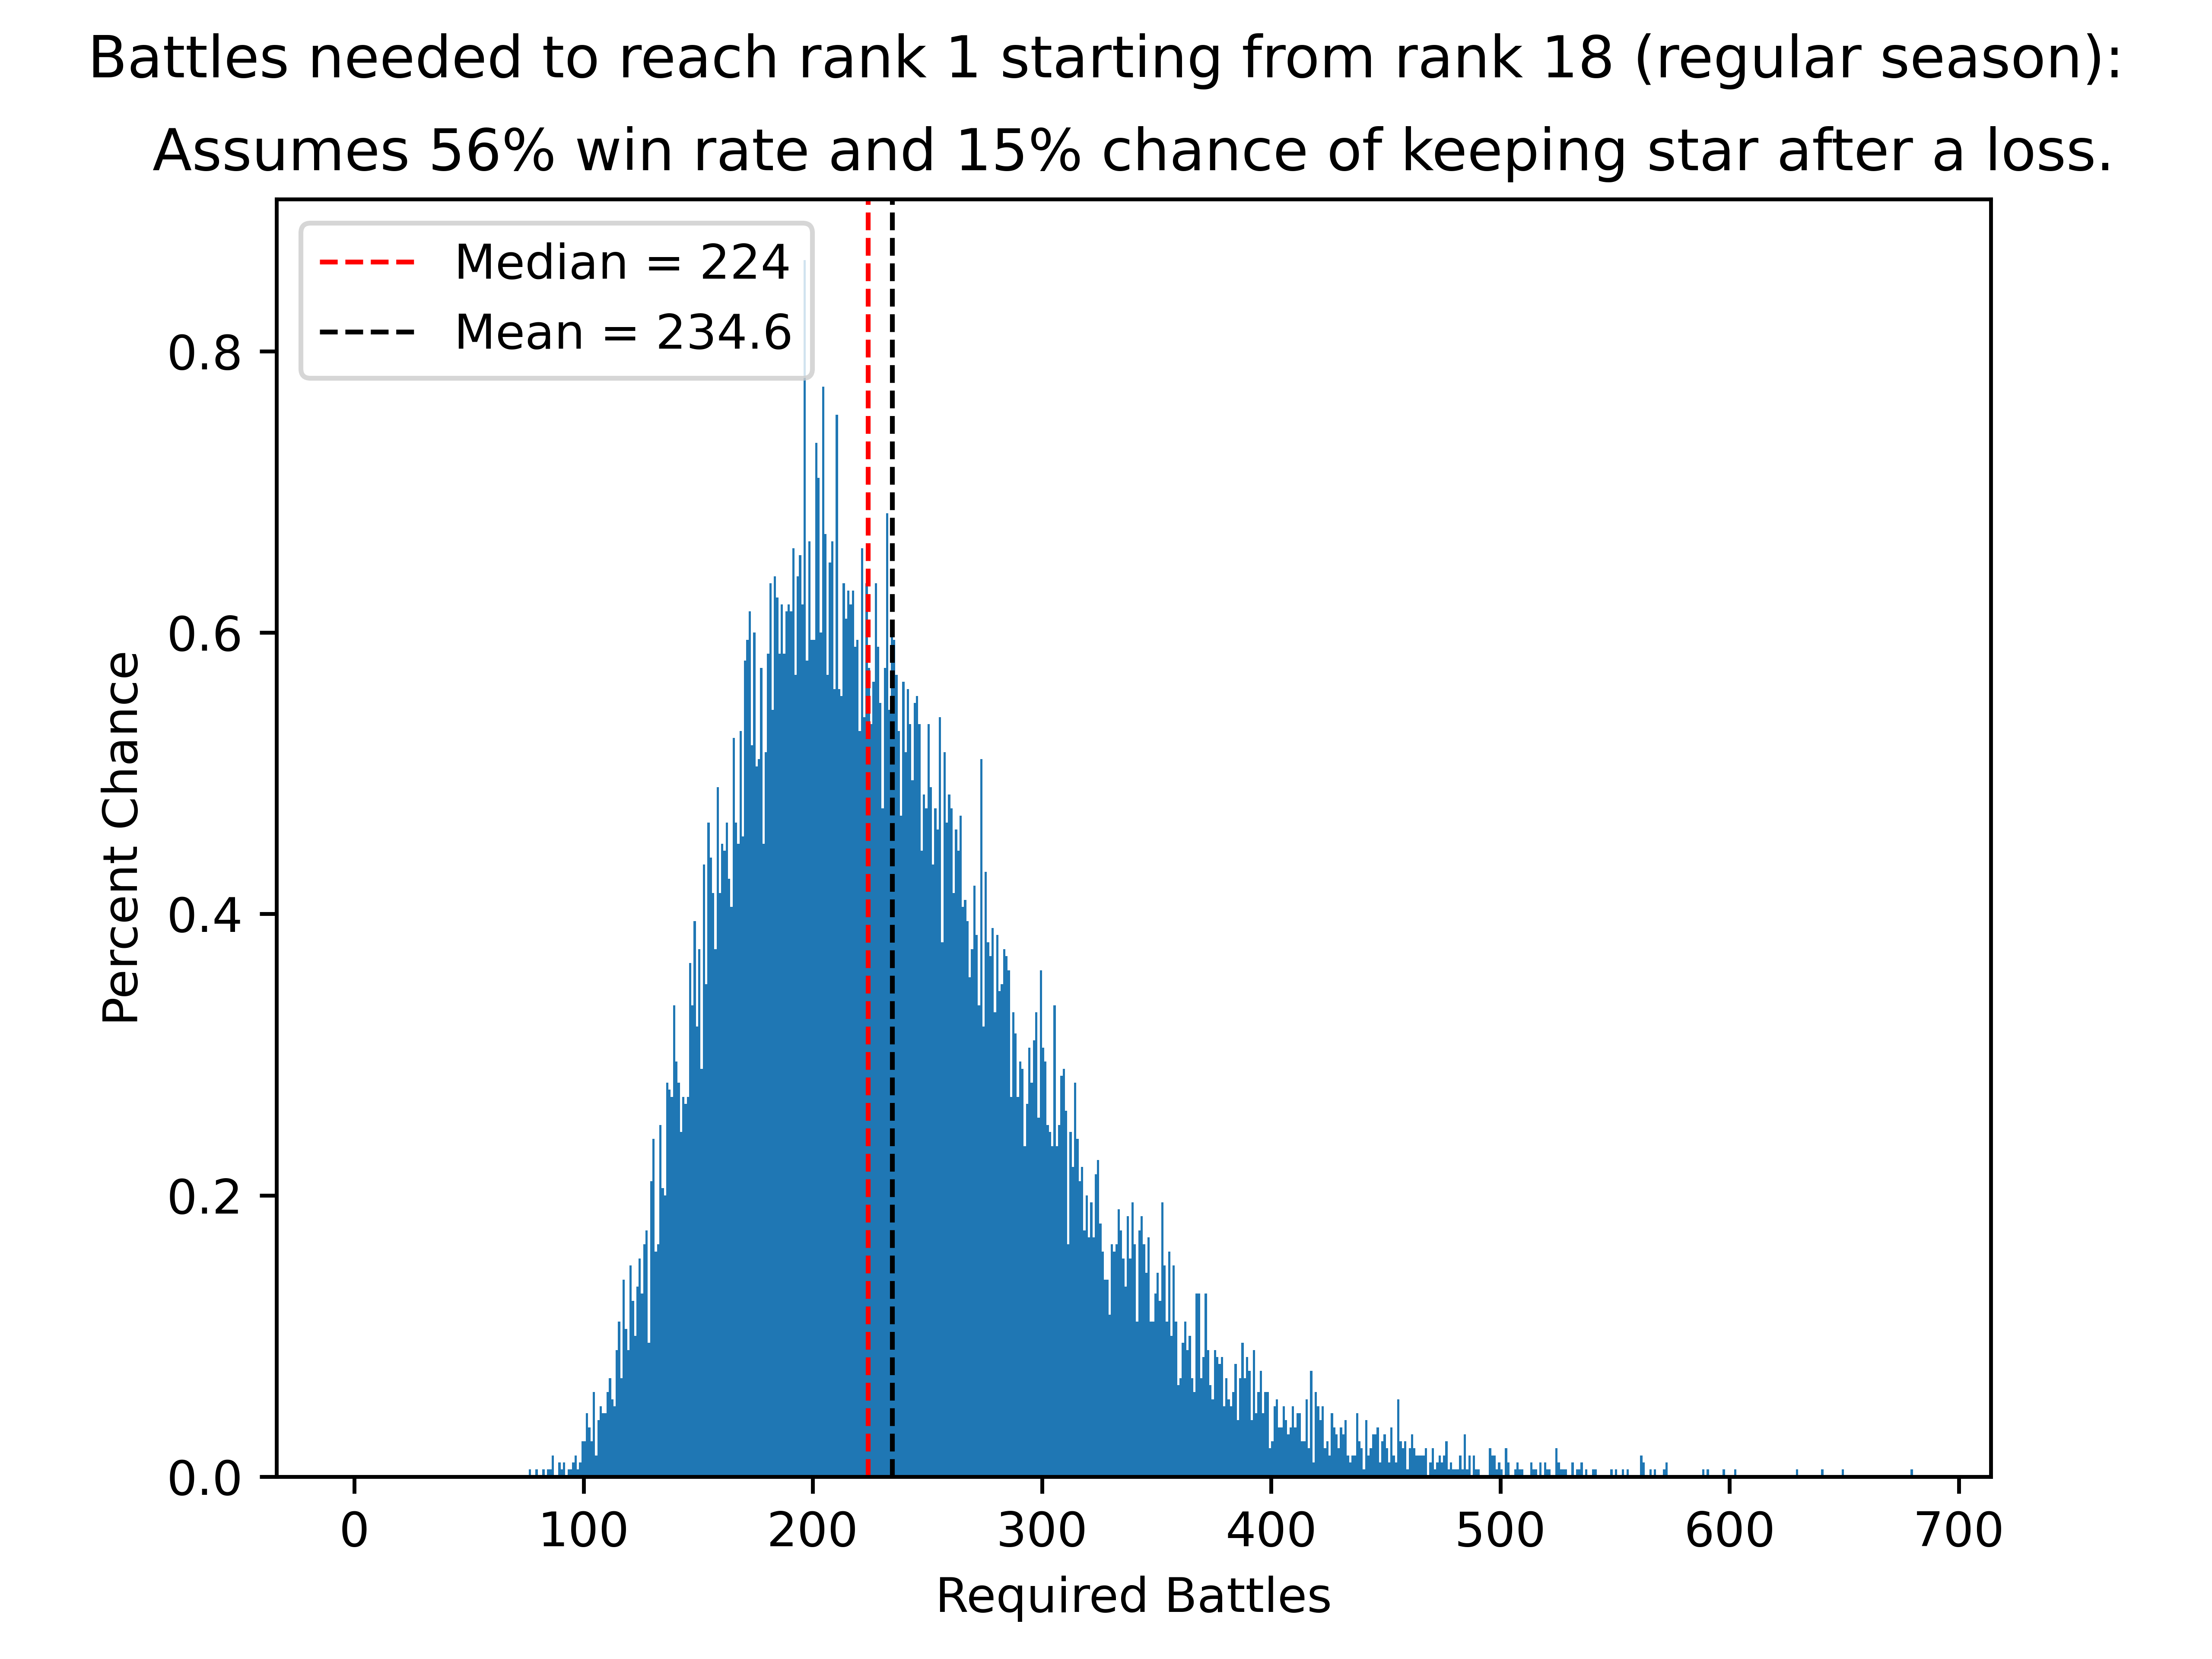 Battles needed to reach rank 1 starting from rank 18 (regular season):
Assumes 56% win rate and 15% chance of keeping star after a loss.
Median = 224
Mean = 234.6
0.8
0.6
0.4
0.2
0.0
Percent Chance
0 100 200 300 400 500 600 700
Required Battles